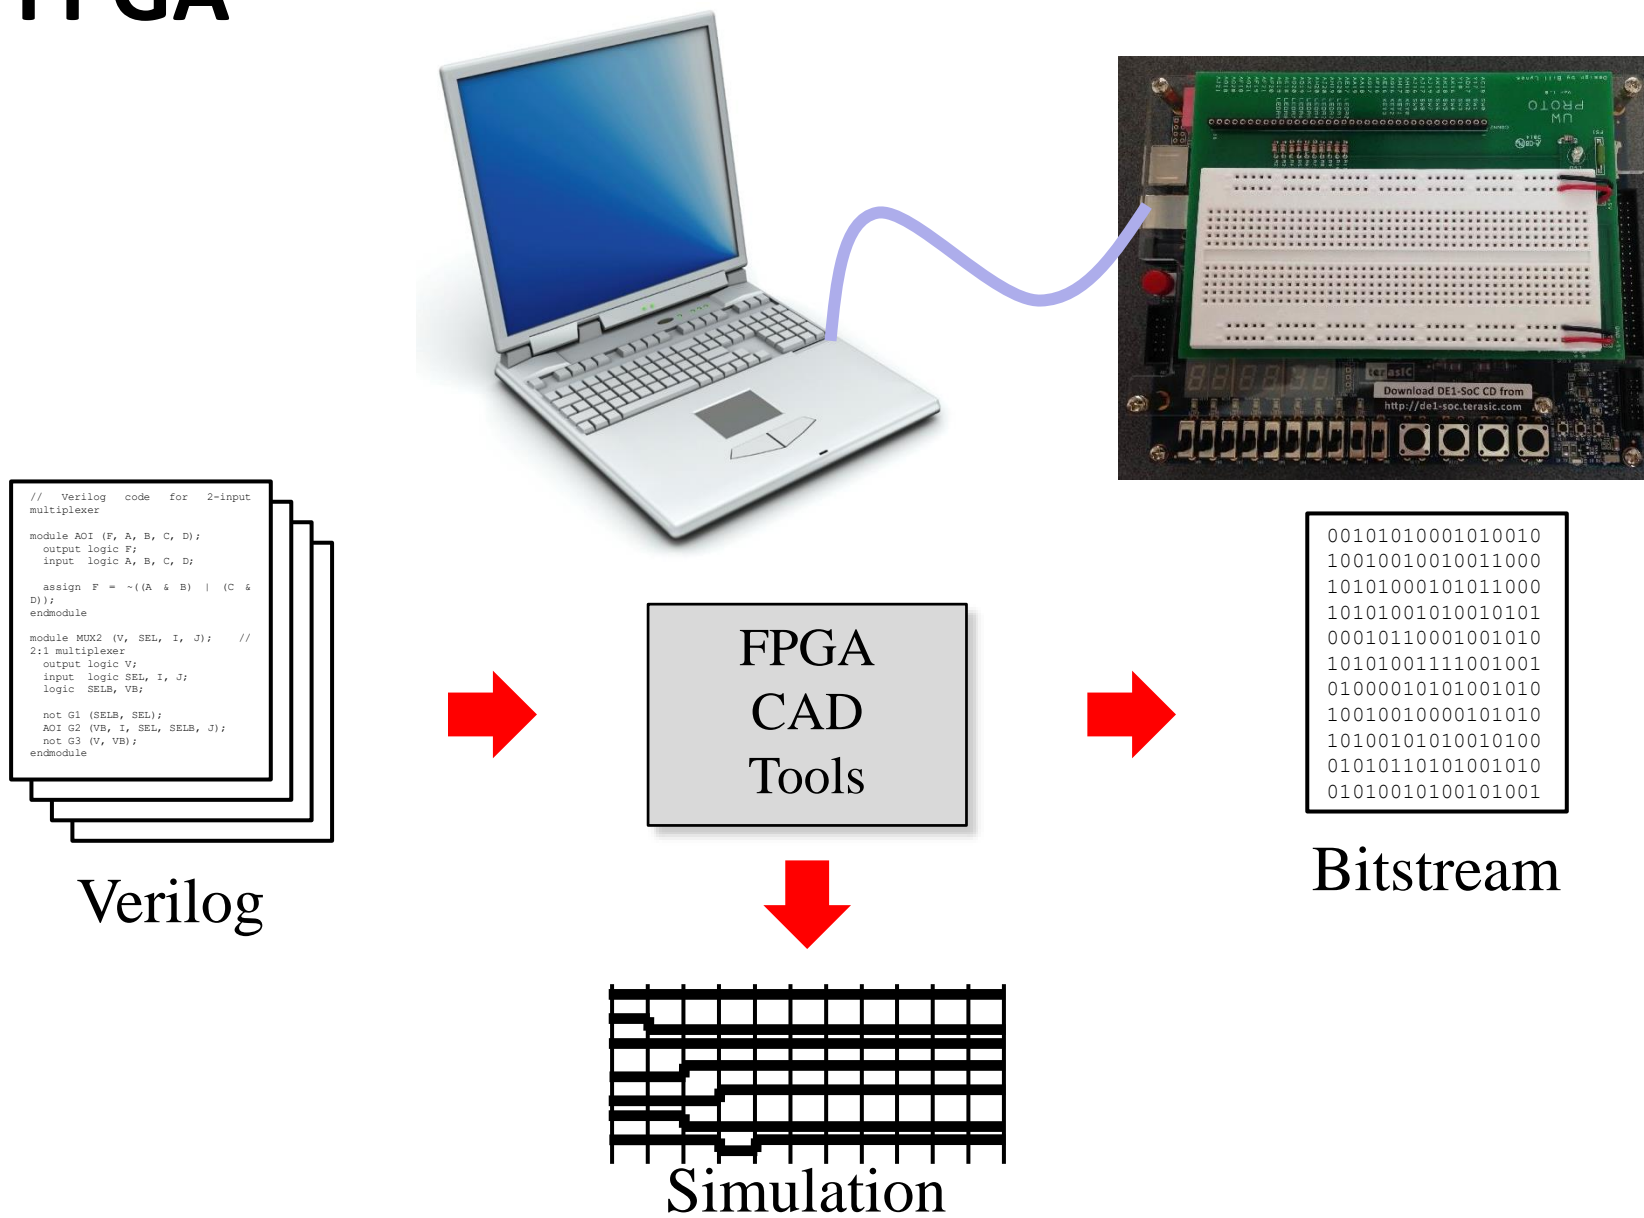 FPGA
UW
PROTO
terasIC
Download DE1-SoC CD from
http://de1-soc.terasic.com
// Verilog code for 2-input
multiplexer
module AOI (F, A, B, C, D);
output logic F;
input logic A, B, C, D;
assign F = ~((A & B) | (C &
D));
endmodule
module MUX2 (V, SEL, I, J); //
2:1 multiplexer
output logic V;
input logic SEL, I, J;
logic SELB, VB;
not G1 (SELB, SEL);
AOI G2 (VB, I, SEL, SELB, J);
not G3 (V, VB);
endmodule
Verilog
FPGA
CAD
Tools
00101010001010010
10010010010011000
10101000101011000
10101001010010101
00010110001001010
10101001111001001
01000010101001010
10010010000101010
10100101010010100
01010110101001010
01010010100101001
Bitstream
Simulation